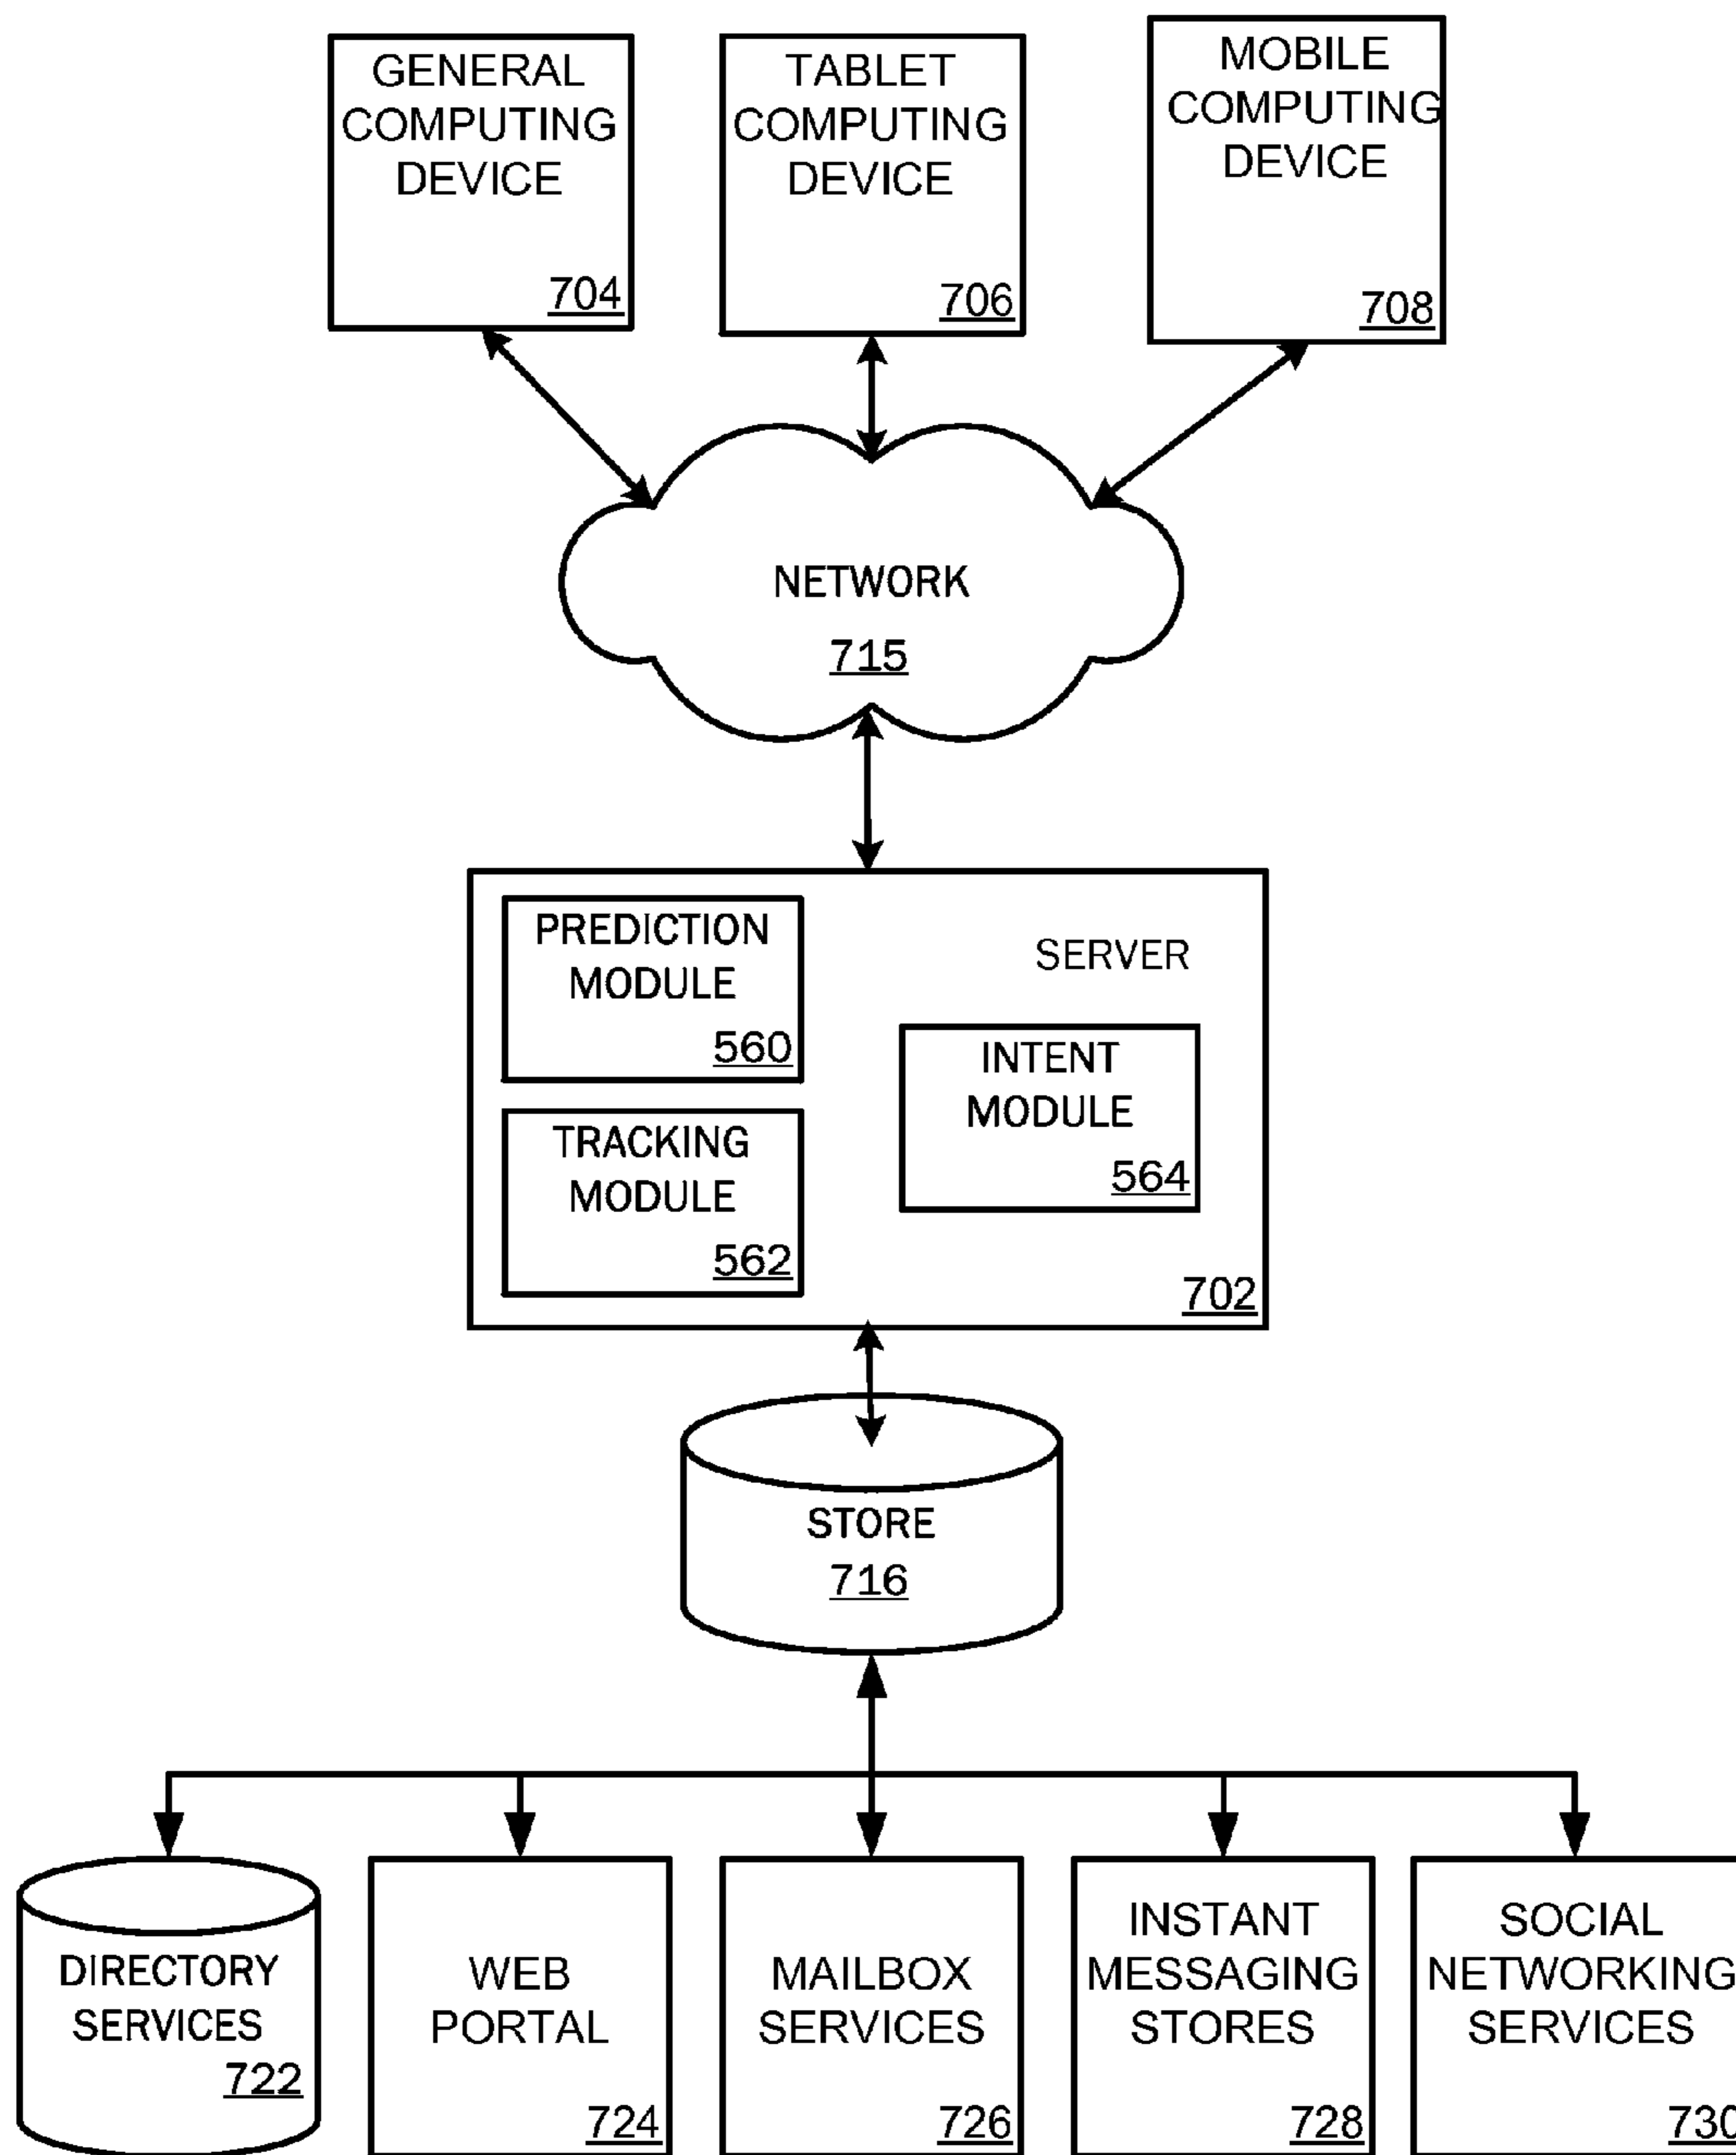 GENERAL
COMPUTING
DEVICE
704
TABLET
COMPUTING
DEVICE
706
MOBILE
COMPUTING
DEVICE
708
NETWORK
715
PREDICTION
MODULE
560
SERVER
INTENT
MODULE
564
TRACKING
MODULE
562
702
STORE
716
DIRECTORY
SERVICES
722
WEB
PORTAL
724
MAILBOX
SERVICES
726
INSTANT
MESSAGING
STORES
728
SOCIAL
NETWORKING
SERVICES
730